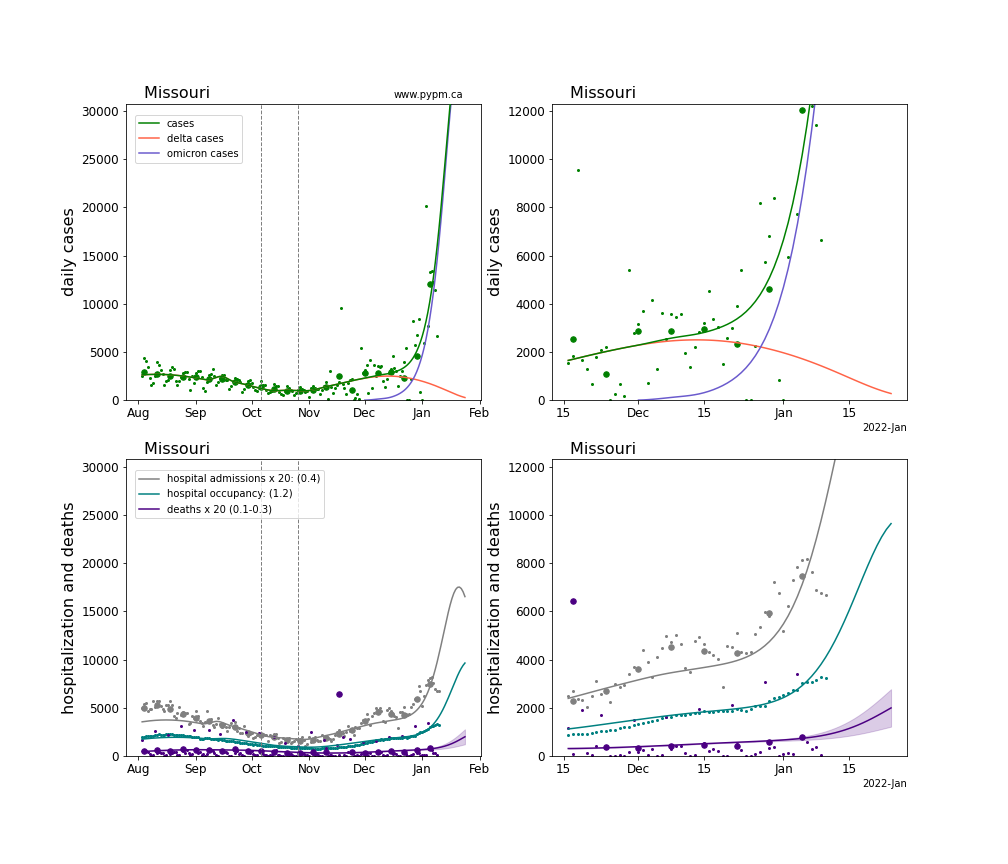 Missouri
www.pypm.ca
Missouri
30000
25000
20000
15000
10000
5000
0
daily cases
cases
delta cases
omicron cases
Aug
Sep
Oct
Nov
Dec
Jan
Feb
12000
10000
8000
6000
4000
2000
0
daily cases
15
Dec
15
Jan
15
2022-Jan
Missouri
Missouri
30000
25000
20000
15000
10000
5000
0
hospitalization and deaths
hospital admissions x 20: (0.4)
hospital occupancy: (1.2)
deaths x 20 (0.1-0.3)
Aug
Sep
Oct
Nov
Dec
Jan
Feb
12000
10000
8000
6000
4000
2000
0
hospitalization and deaths
15
Dec
15
Jan
15
2022-Jan